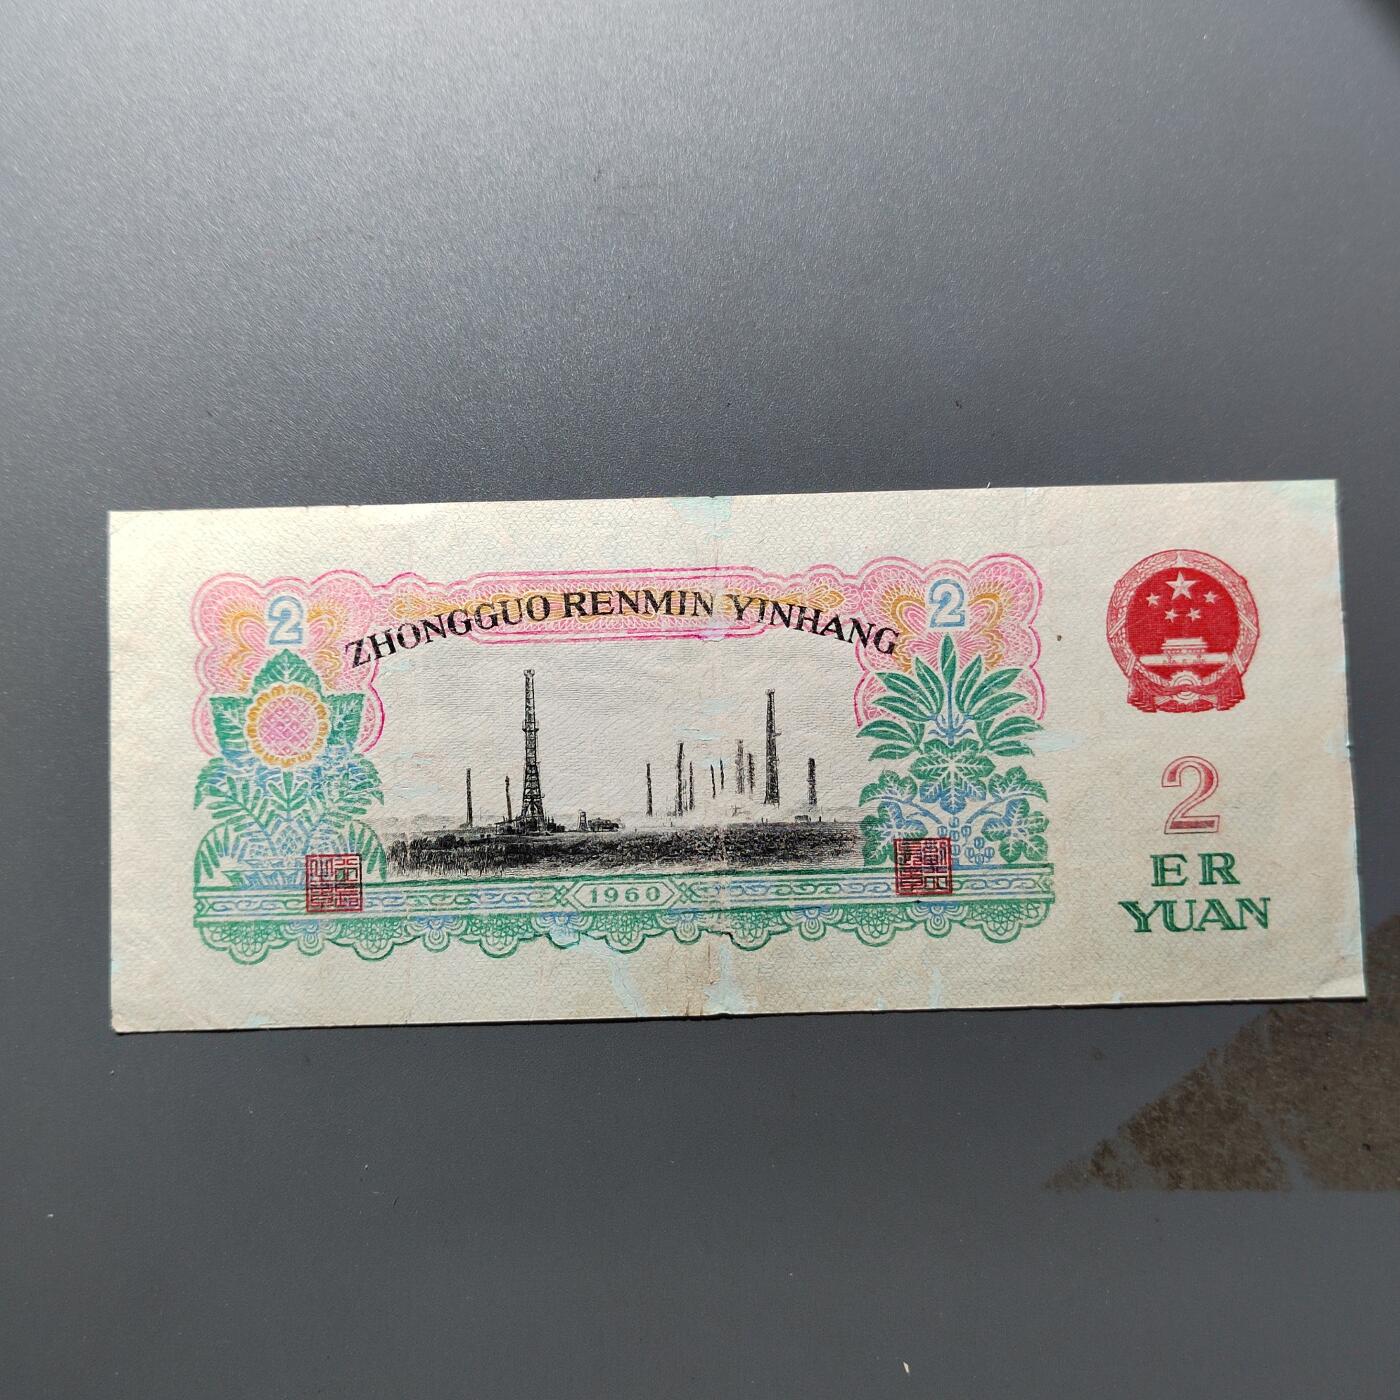 2
2
ZHONGGUO RENMIN YINHANG
1960
2
ER
YUAN